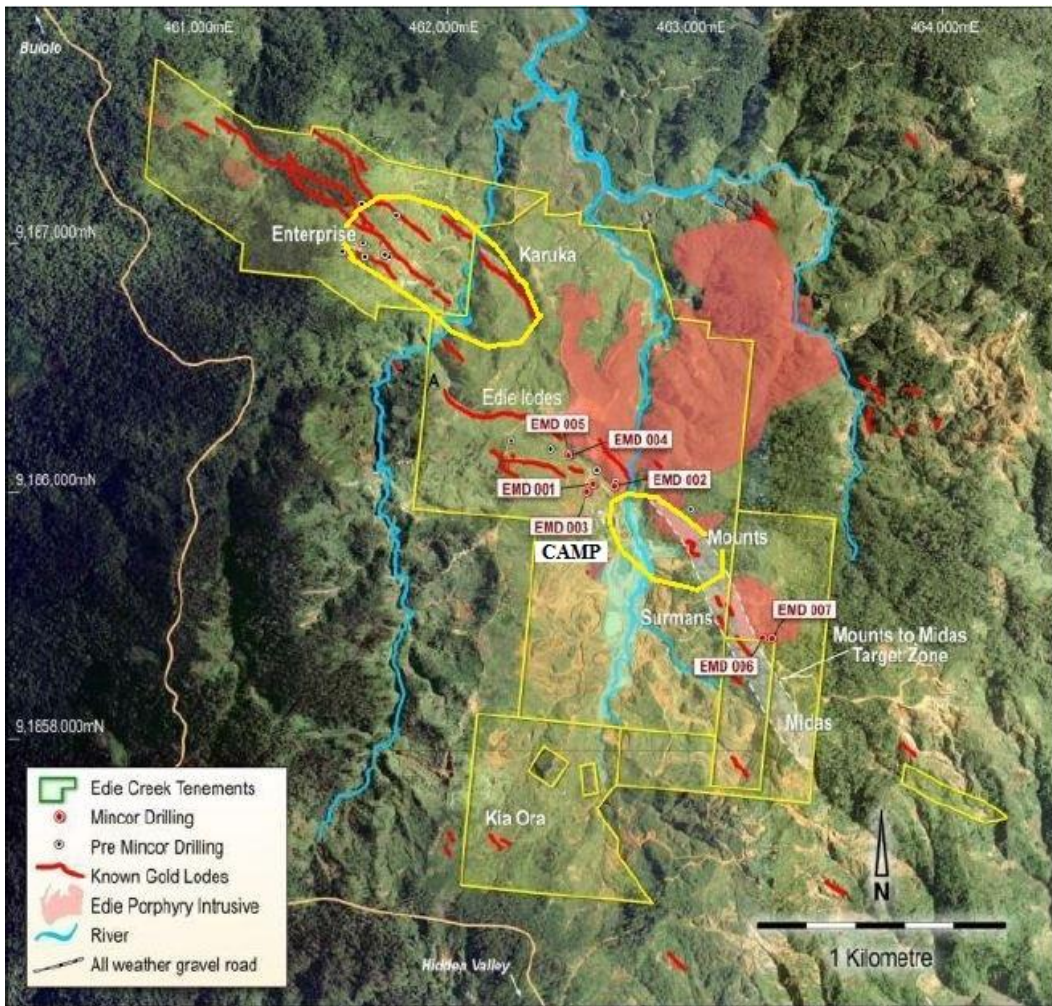 461,000mE
462,000mE
463,000mE
464,000mE
Bulolo
9,167,000mN
Enterprise
Karuka
A
Edie lodes
EMD 005
EMD 004
9,166,000mN
EMD 001
EMD 002
EMD 003
CAMP
Mounts
Surmans
EMD 007
EMD 006
Mounts to Midas
Target Zone
9,1658,000mN
Midas
Kia Ora
Edie Creek Tenements
Mincor Drilling
Pre Mincor Drilling
Known Gold Lodes
Edie Porphyry Intrusive
River
All weather gravel road
Hidden Valley
N
1 Kilometre